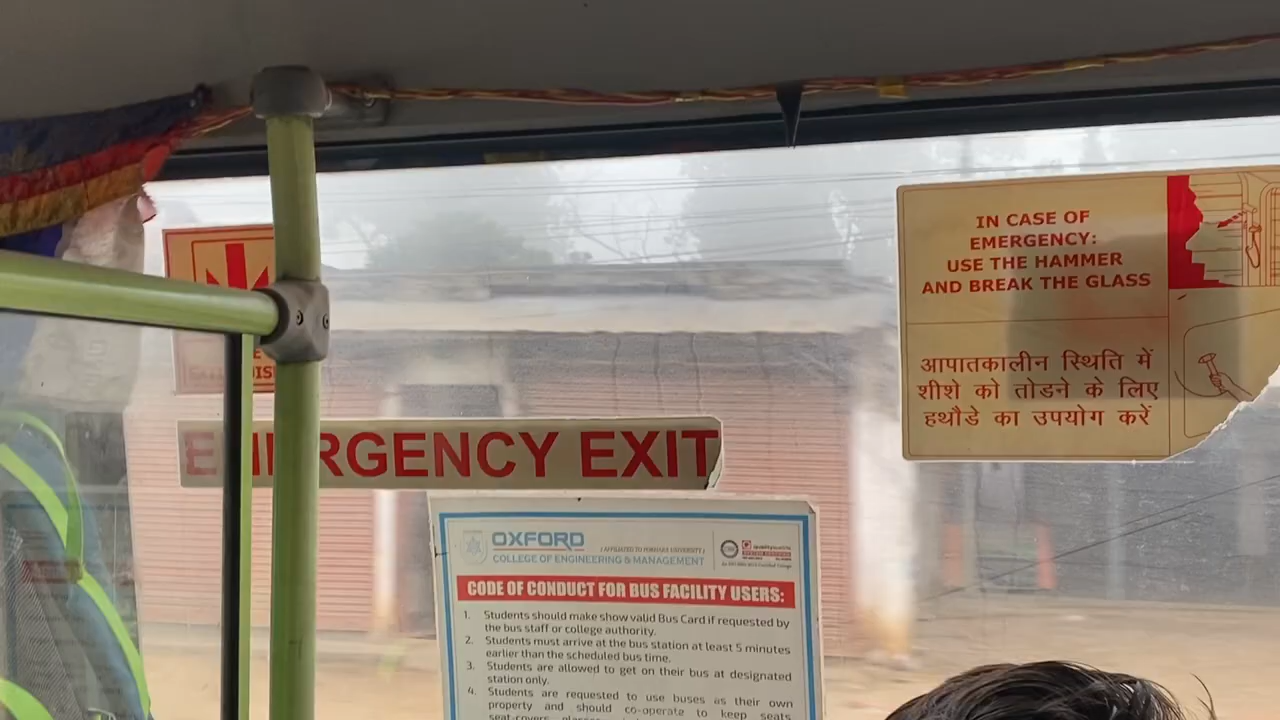 IN CASE OF
EMERGENCY:
USE THE HAMMER
AND BREAK THE GLASS
आपातकालीन स्थिति में
शीशे को तोडने के लिए
हथौडे का उपयोग करें
EMERGENCY EXIT
OXFORD
( AFFILIATED TO POKHARA UNIVERSITY )
COLLEGE OF ENGINEERING & MANAGEMENT
CODE OF CONDUCT FOR BUS FACILITY USERS:
1. Students should make show valid Bus Card if requested by
the bus staff or college authority.
2. Students must arrive at the bus station at least 5 minutes
earlier than the scheduled bus time.
3. Students are allowed to get on their bus at designated
station only.
4. Students are requested to use buses as their own
property and should co-operate to keep seats